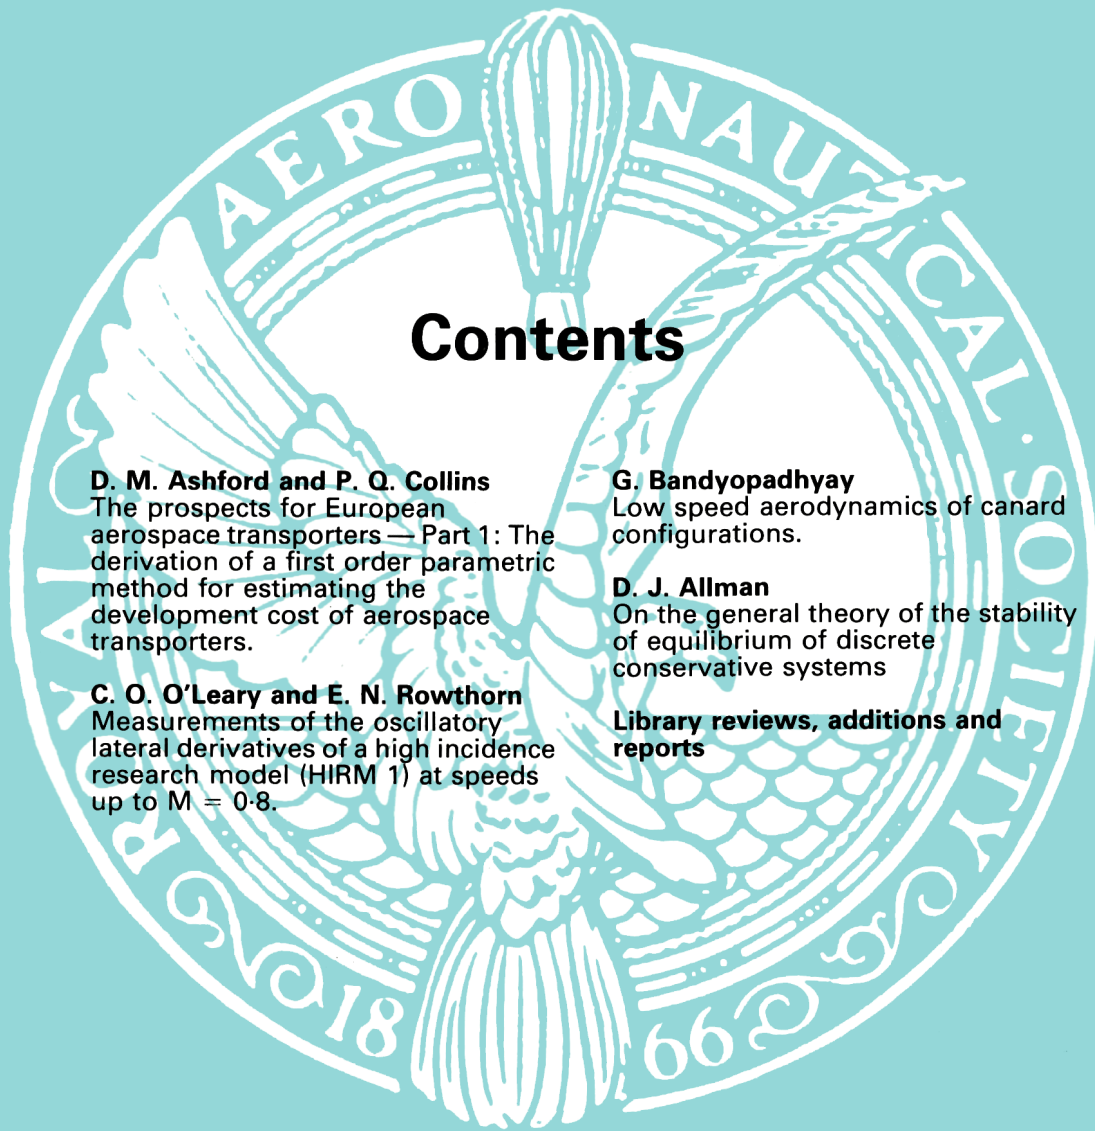 ROYAL AERONAUTICAL SOCIETY
1866
Contents
D. M. Ashford and P. Q. Collins
The prospects for European
aerospace transporters — Part 1: The
derivation of a first order parametric
method for estimating the
development cost of aerospace
transporters.
C. O. O'Leary and E. N. Rowthorn
Measurements of the oscillatory
lateral derivatives of a high incidence
research model (HIRM 1) at speeds
up to M = 0·8.
G. Bandyopadhyay
Low speed aerodynamics of canard
configurations.
D. J. Allman
On the general theory of the stability
of equilibrium of discrete
conservative systems
Library reviews, additions and
reports